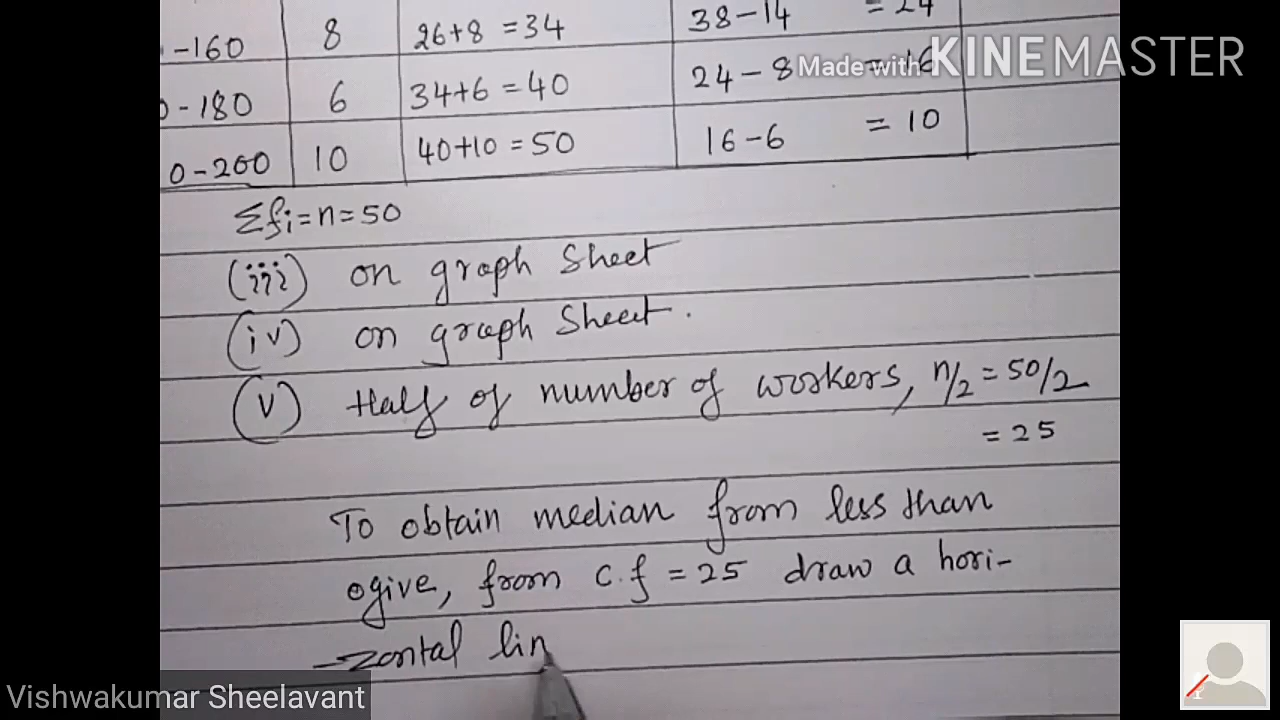 -160 8 26+8 = 34 38-14 = 24
Made with KINEMASTER
0-180 6 34+6 = 40 24-8 = 16
0-200 10 40+10 = 50 16-6 = 10
Σfi = n = 50
(iii) on graph Sheet
(iv) on graph Sheet.
(v) Half of number of workers, n/2 = 50/2
= 25
To obtain median from less than
ogive, from c.f = 25 draw a hori-
-zontal lin
Vishwakumar Sheelavant